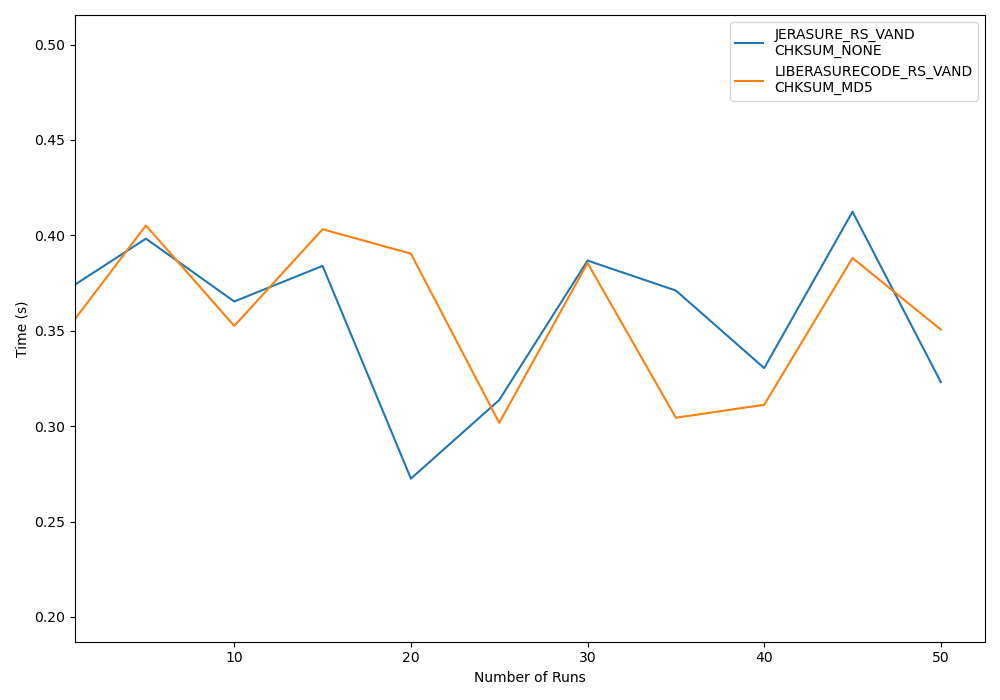 JERASURE_RS_VAND
CHKSUM_NONE
LIBERASURECODE_RS_VAND
CHKSUM_MD5
0.50
0.45
0.40
0.35
0.30
0.25
0.20
Time (s)
10
20
30
40
50
Number of Runs